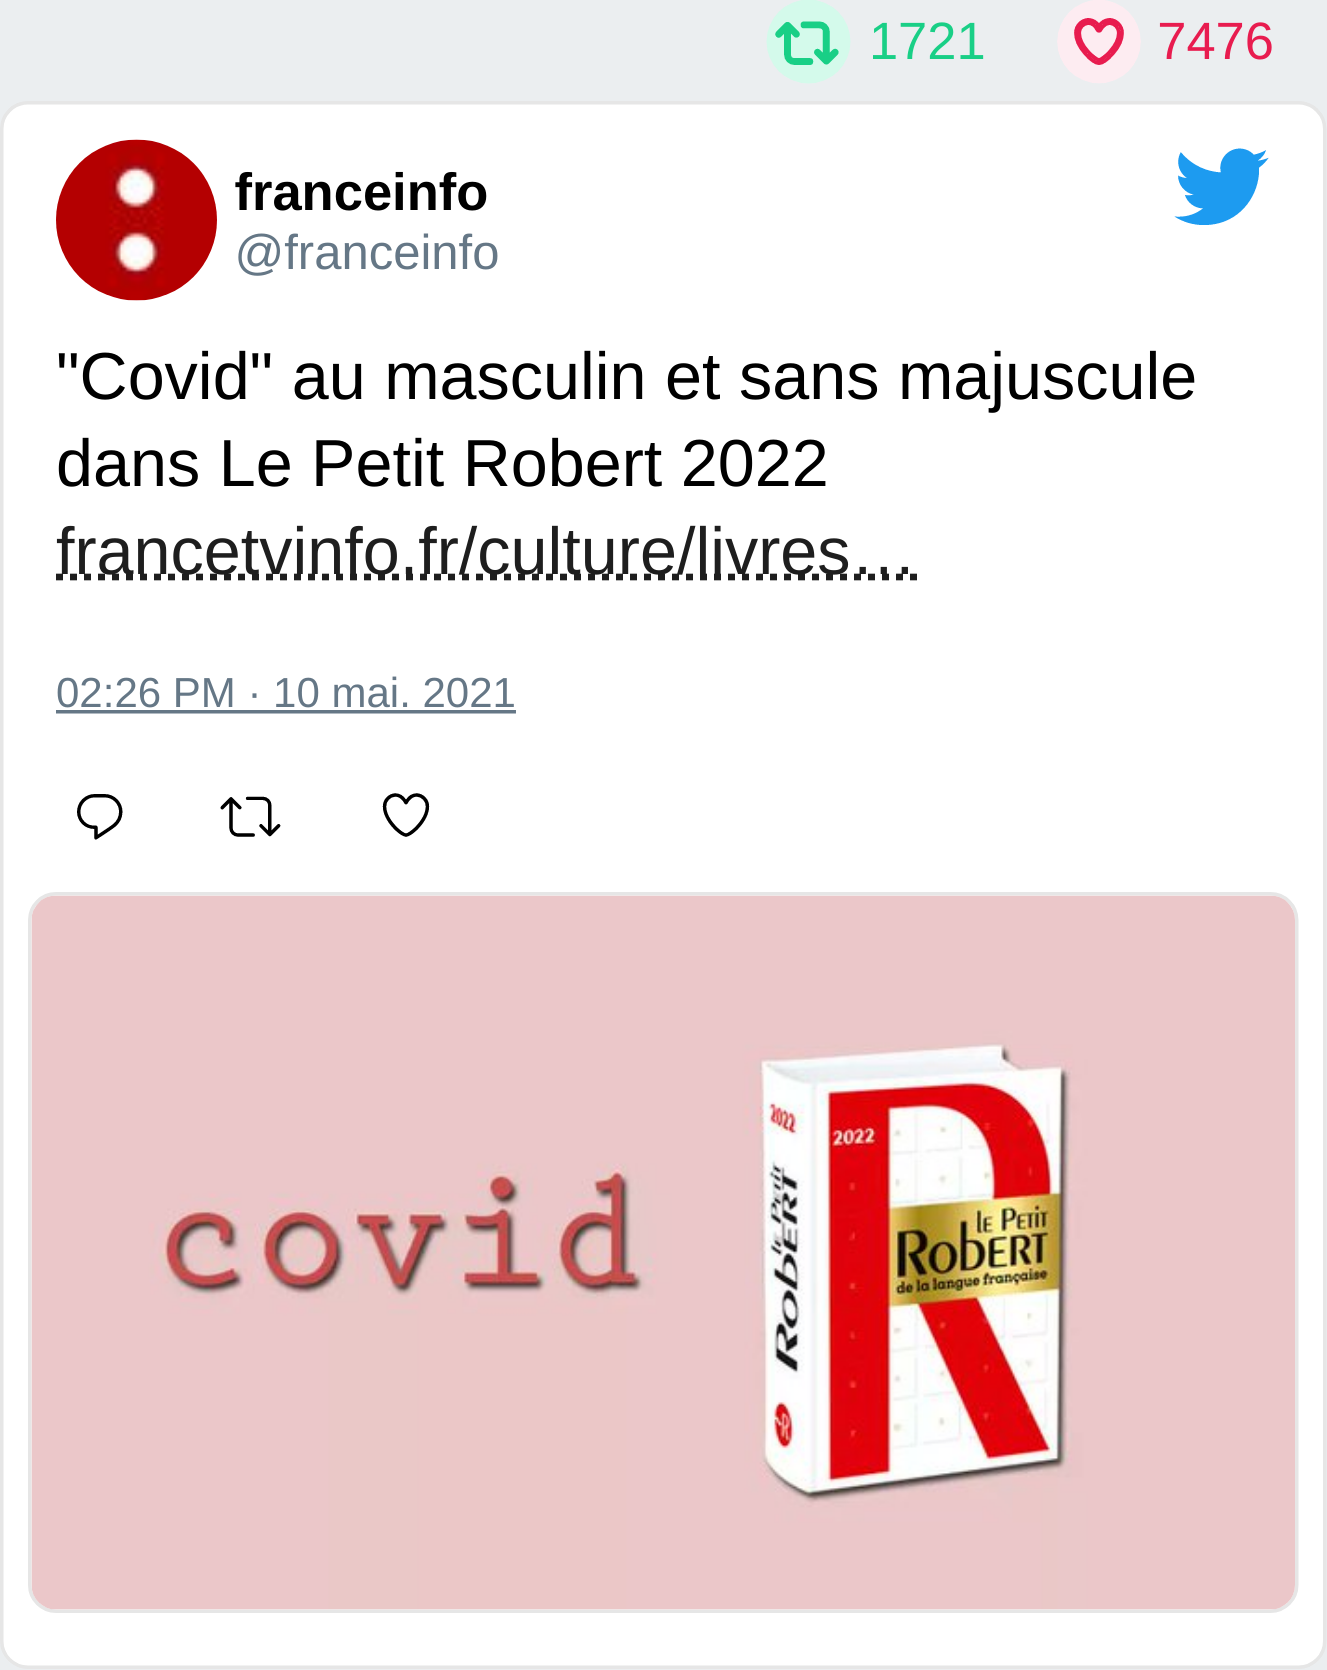 1721 7476
franceinfo
@franceinfo
"Covid" au masculin et sans majuscule
dans Le Petit Robert 2022
francetvinfo.fr/culture/livres...
02:26 PM · 10 mai. 2021
covid
2022
le Petit
Robert
R
2022
le Petit
Robert
de la langue française